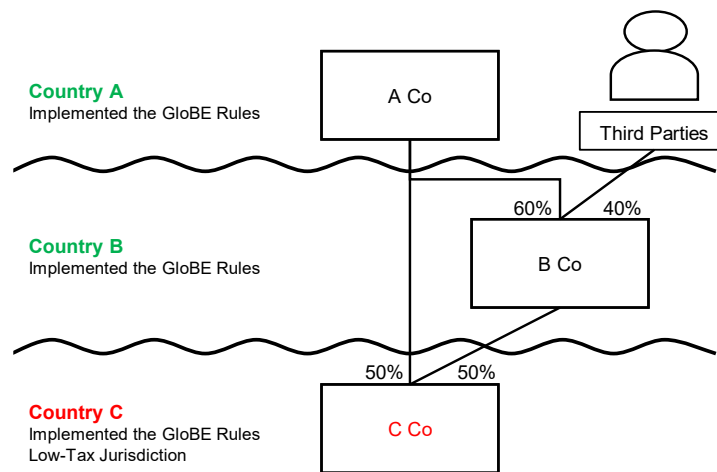 Country A
Implemented the GloBE Rules
A Co
Third Parties
60%
40%
Country B
Implemented the GloBE Rules
B Co
50%
50%
Country C
Implemented the GloBE Rules
Low-Tax Jurisdiction
C Co